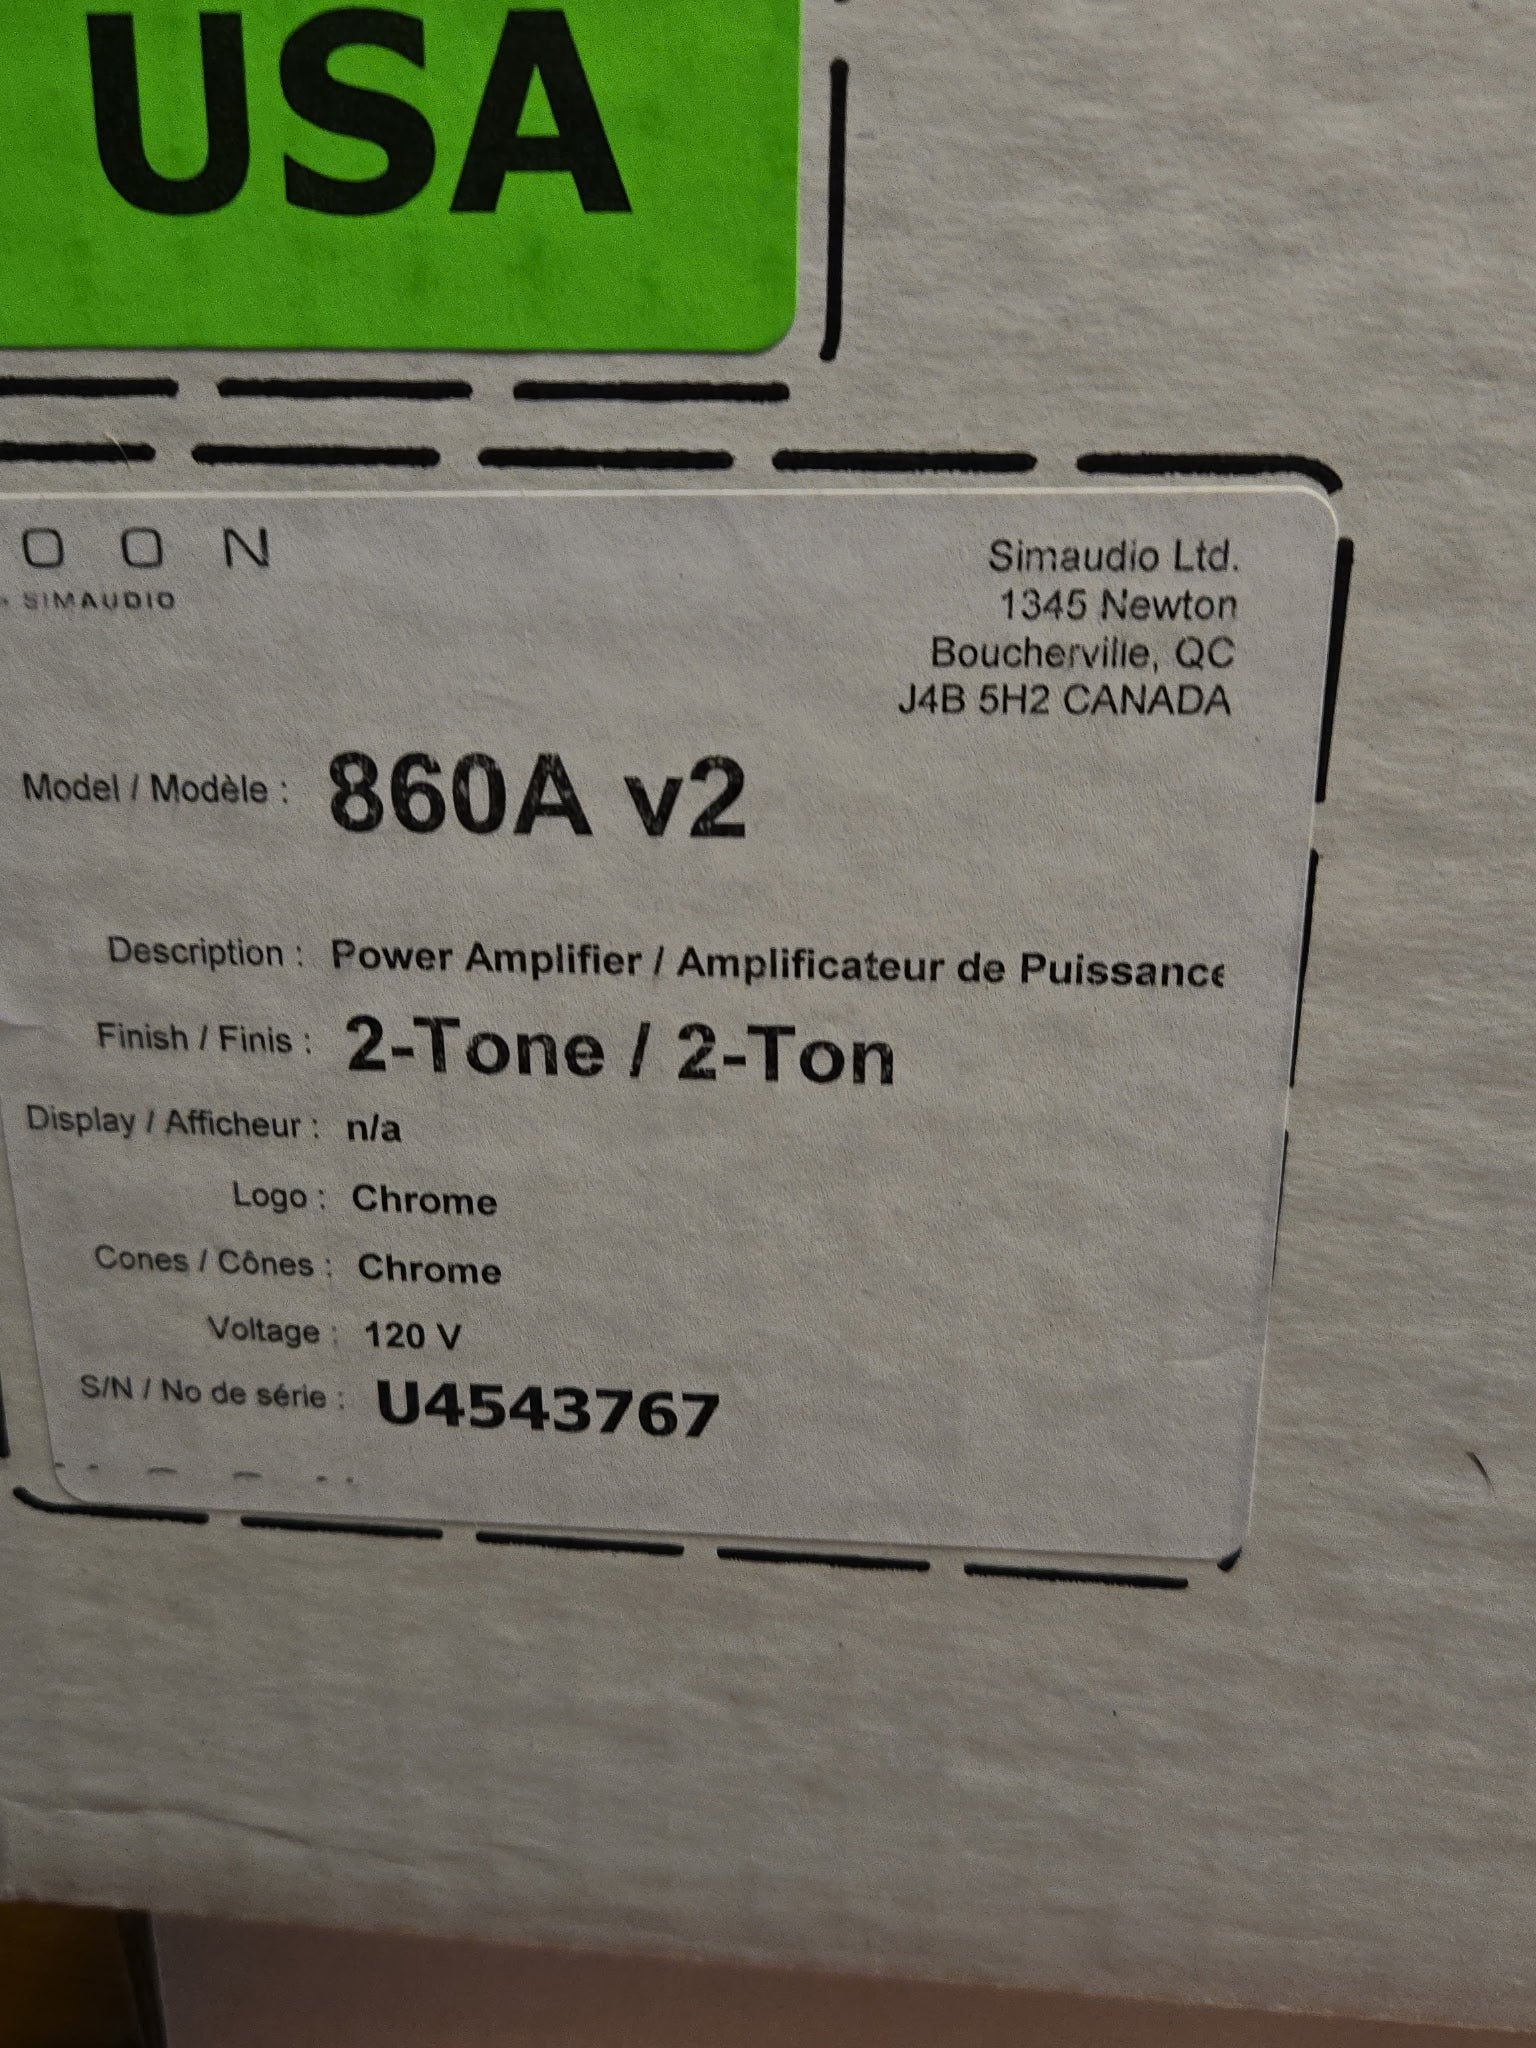 USA
OON
SIMAUDIO
Simaudio Ltd.
1345 Newton
Boucherville, QC
J4B 5H2 CANADA
Model / Modèle : 860A v2
Description : Power Amplifier / Amplificateur de Puissance
Finish / Finis : 2-Tone / 2-Ton
Display / Afficheur : n/a
Logo : Chrome
Cones / Cônes : Chrome
Voltage : 120 V
S/N / No de série : U4543767